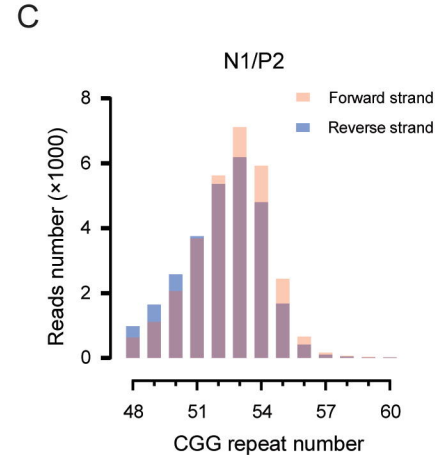 C
N1/P2
Forward strand
Reverse strand
Reads number (×1000)
8
6
4
2
0
48 51 54 57 60
CGG repeat number